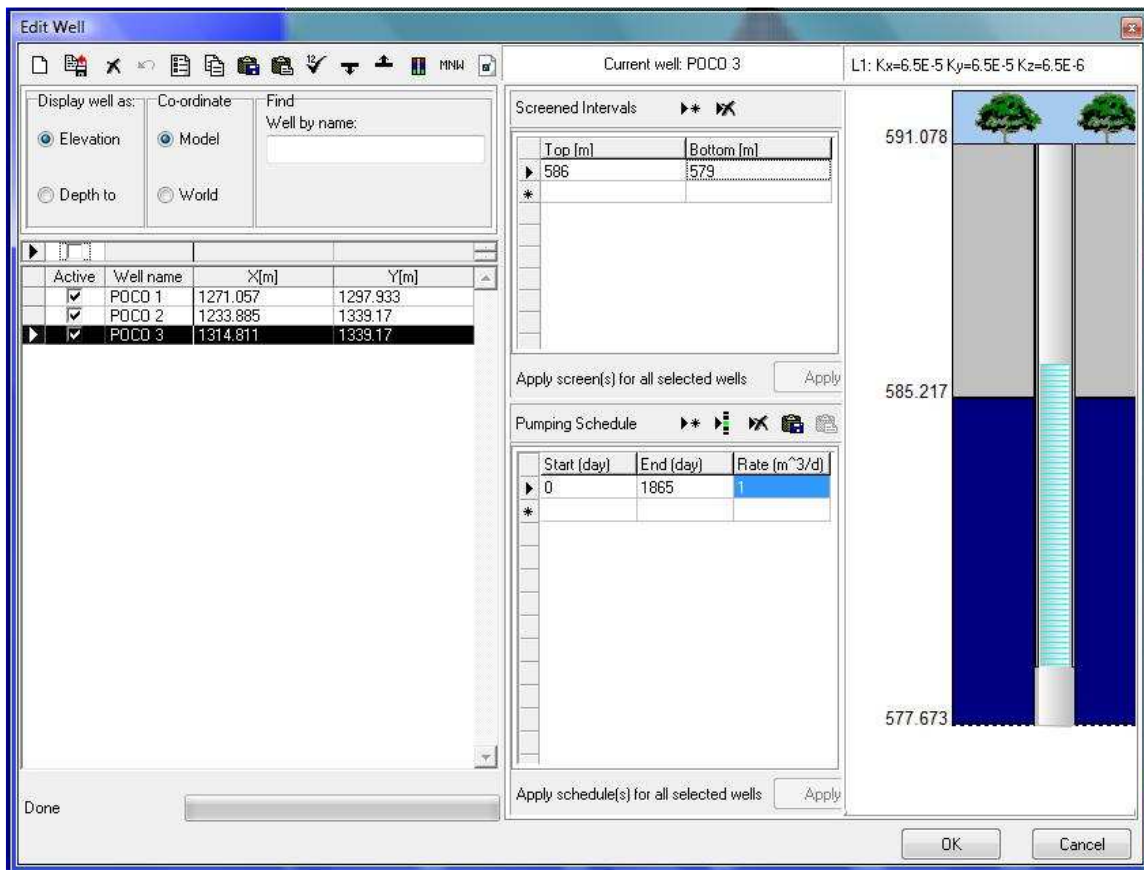 Edit Well
MNW
Current well: POCO 3
L1: Kx=6.5E-5 Ky=6.5E-5 Kz=6.5E-6
Display well as:
Elevation
Depth to
Co-ordinate
Model
World
Find
Well by name:
Active Well name X[m] Y[m]
POCO 1 1271.057 1297.933
POCO 2 1233.885 1339.17
POCO 3 1314.811 1339.17
Done
Screened Intervals
Top [m] Bottom [m]
586 579
*
Apply screen(s) for all selected wells Apply
Pumping Schedule
Start (day) End (day) Rate (m^3/d)
0 1865 1
*
Apply schedule(s) for all selected wells Apply
591.078
585.217
577.673
OK Cancel